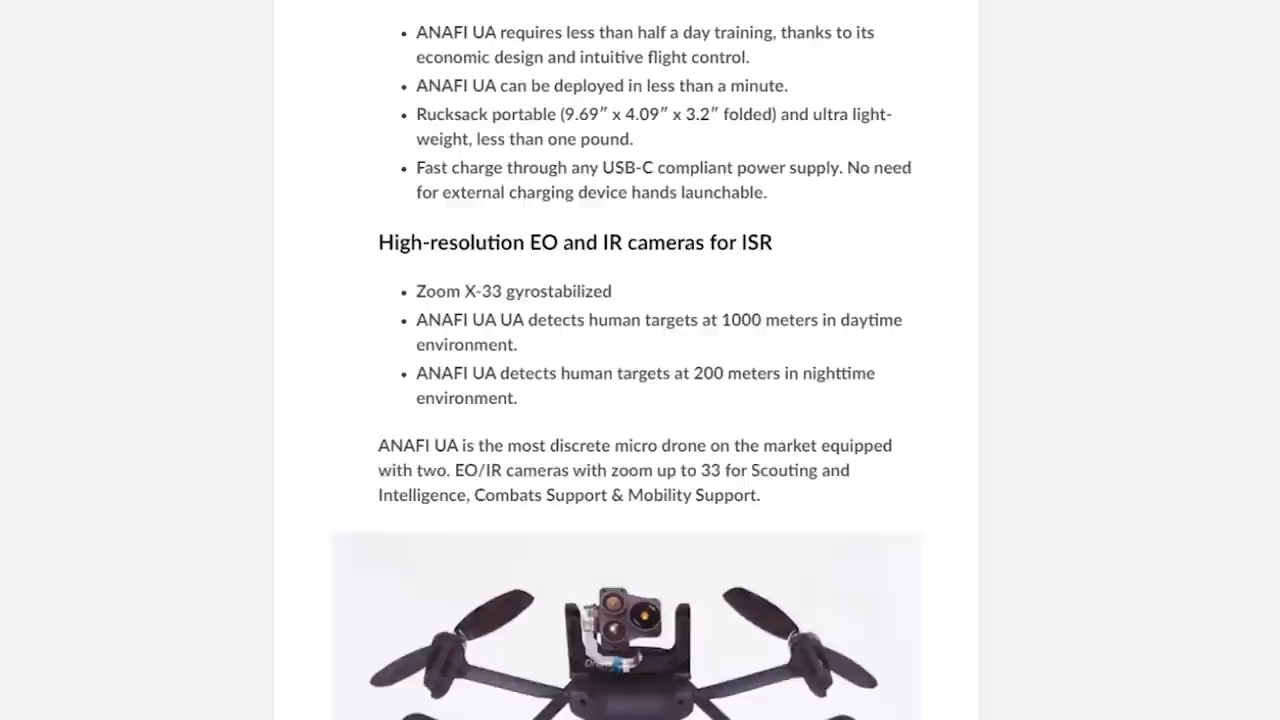 • ANAFI UA requires less than half a day training, thanks to its
economic design and intuitive flight control.
• ANAFI UA can be deployed in less than a minute.
• Rucksack portable (9.69″ x 4.09″ x 3.2″ folded) and ultra light-
weight, less than one pound.
• Fast charge through any USB-C compliant power supply. No need
for external charging device hands launchable.
High-resolution EO and IR cameras for ISR
• Zoom X-33 gyrostabilized
• ANAFI UA UA detects human targets at 1000 meters in daytime
environment.
• ANAFI UA detects human targets at 200 meters in nighttime
environment.
ANAFI UA is the most discrete micro drone on the market equipped
with two. EO/IR cameras with zoom up to 33 for Scouting and
Intelligence, Combats Support & Mobility Support.